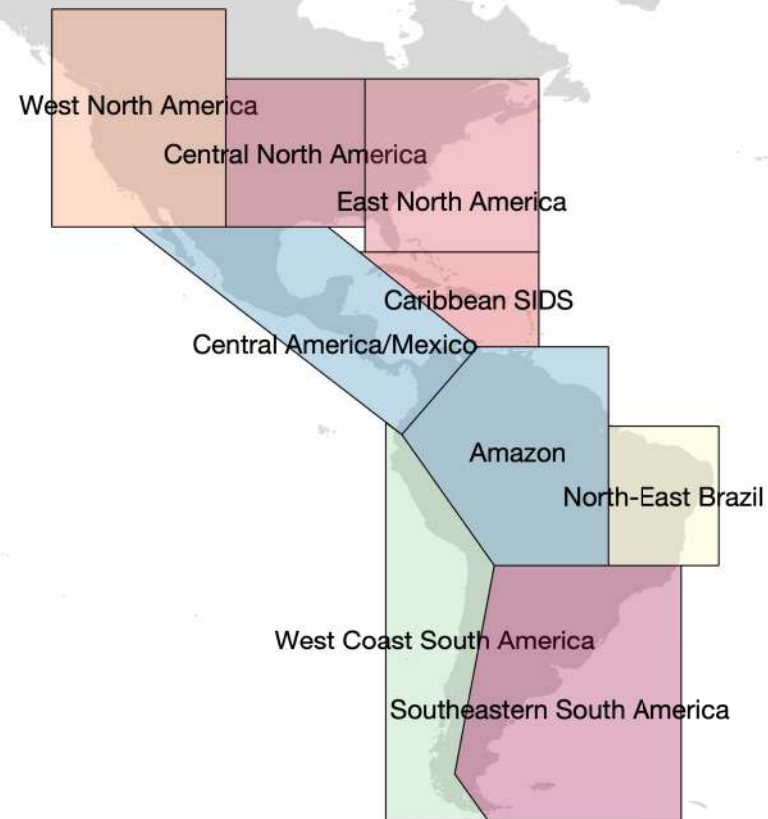 West North America
Central North America
East North America
Caribbean SIDS
Central America/Mexico
Amazon
North-East Brazil
West Coast South America
Southeastern South America